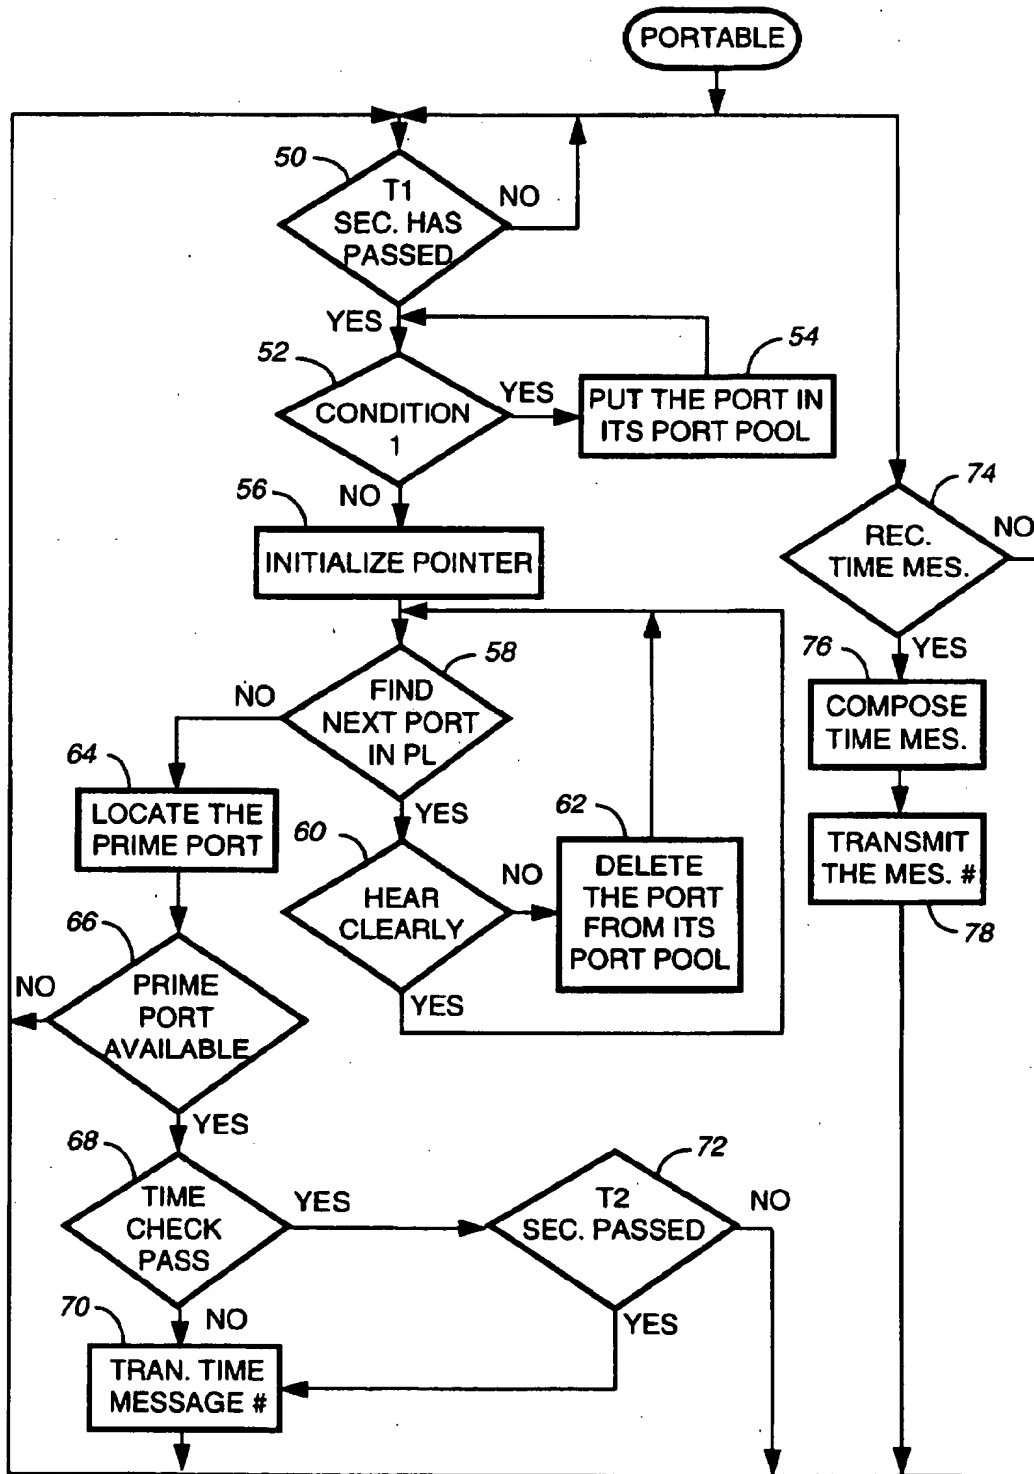 PORTABLE
50
T1
SEC. HAS
PASSED
NO
YES
52
CONDITION
1
YES
54
PUT THE PORT IN
ITS PORT POOL
NO
56
INITIALIZE POINTER
74
REC.
TIME MES.
NO
YES
76
COMPOSE
TIME MES.
TRANSMIT
THE MES. #
78
58
FIND
NEXT PORT
IN PL
NO
YES
64
LOCATE THE
PRIME PORT
60
HEAR
CLEARLY
NO
YES
62
DELETE
THE PORT
FROM ITS
PORT POOL
66
PRIME
PORT
AVAILABLE
NO
YES
68
TIME
CHECK
PASS
YES
NO
72
T2
SEC. PASSED
NO
YES
70
TRAN. TIME
MESSAGE #